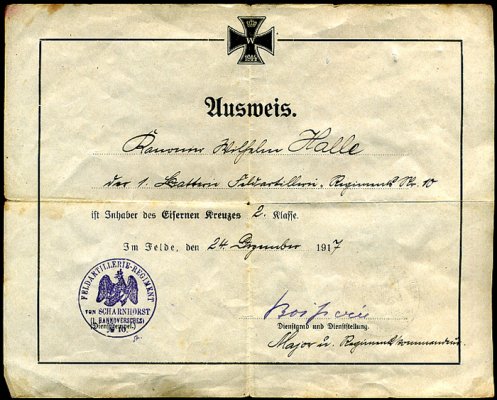 W
1914
Ausweis.
Kanonier Wilhelm Halle
der 1. Batterie Feldartillerie-Regiment Nr. 10
ist Inhaber des Eisernen Kreuzes 2. Klasse.
Im Felde, den 24. Dezember 1917
FELDARTILLERIE-REGIMENT
VON SCHARNHORST
(1. HANNOVERSCHES)
(Dienststempel.)
Dienstgrad und Dienststellung.
Major u. Regimentskommandeur